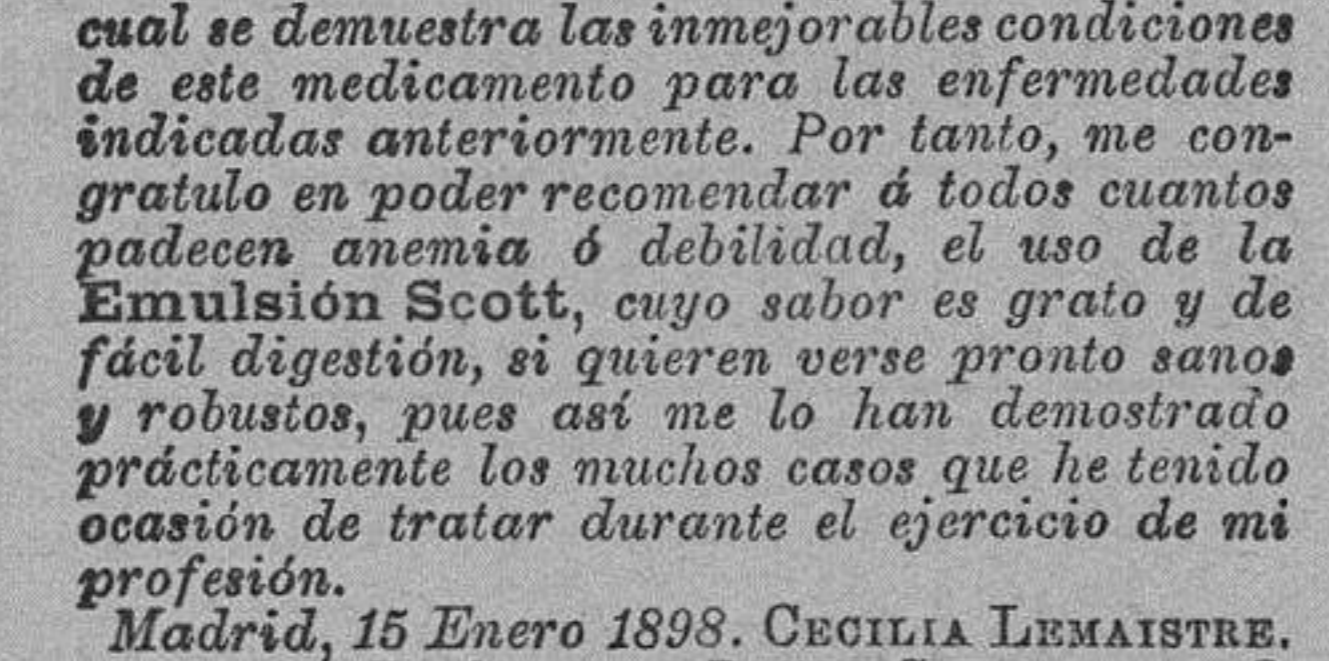 cual se demuestra las inmejorables condiciones
de este medicamento para las enfermedades
indicadas anteriormente. Por tanto, me con-
gratulo en poder recomendar á todos cuantos
padecen anemia ó debilidad, el uso de la
Emulsión Scott, cuyo sabor es grato y de
fácil digestión, si quieren verse pronto sanos
y robustos, pues así me lo han demostrado
prácticamente los muchos casos que he tenido
ocasión de tratar durante el ejercicio de mi
profesión.
Madrid, 15 Enero 1898. CECILIA LEMAISTRE.